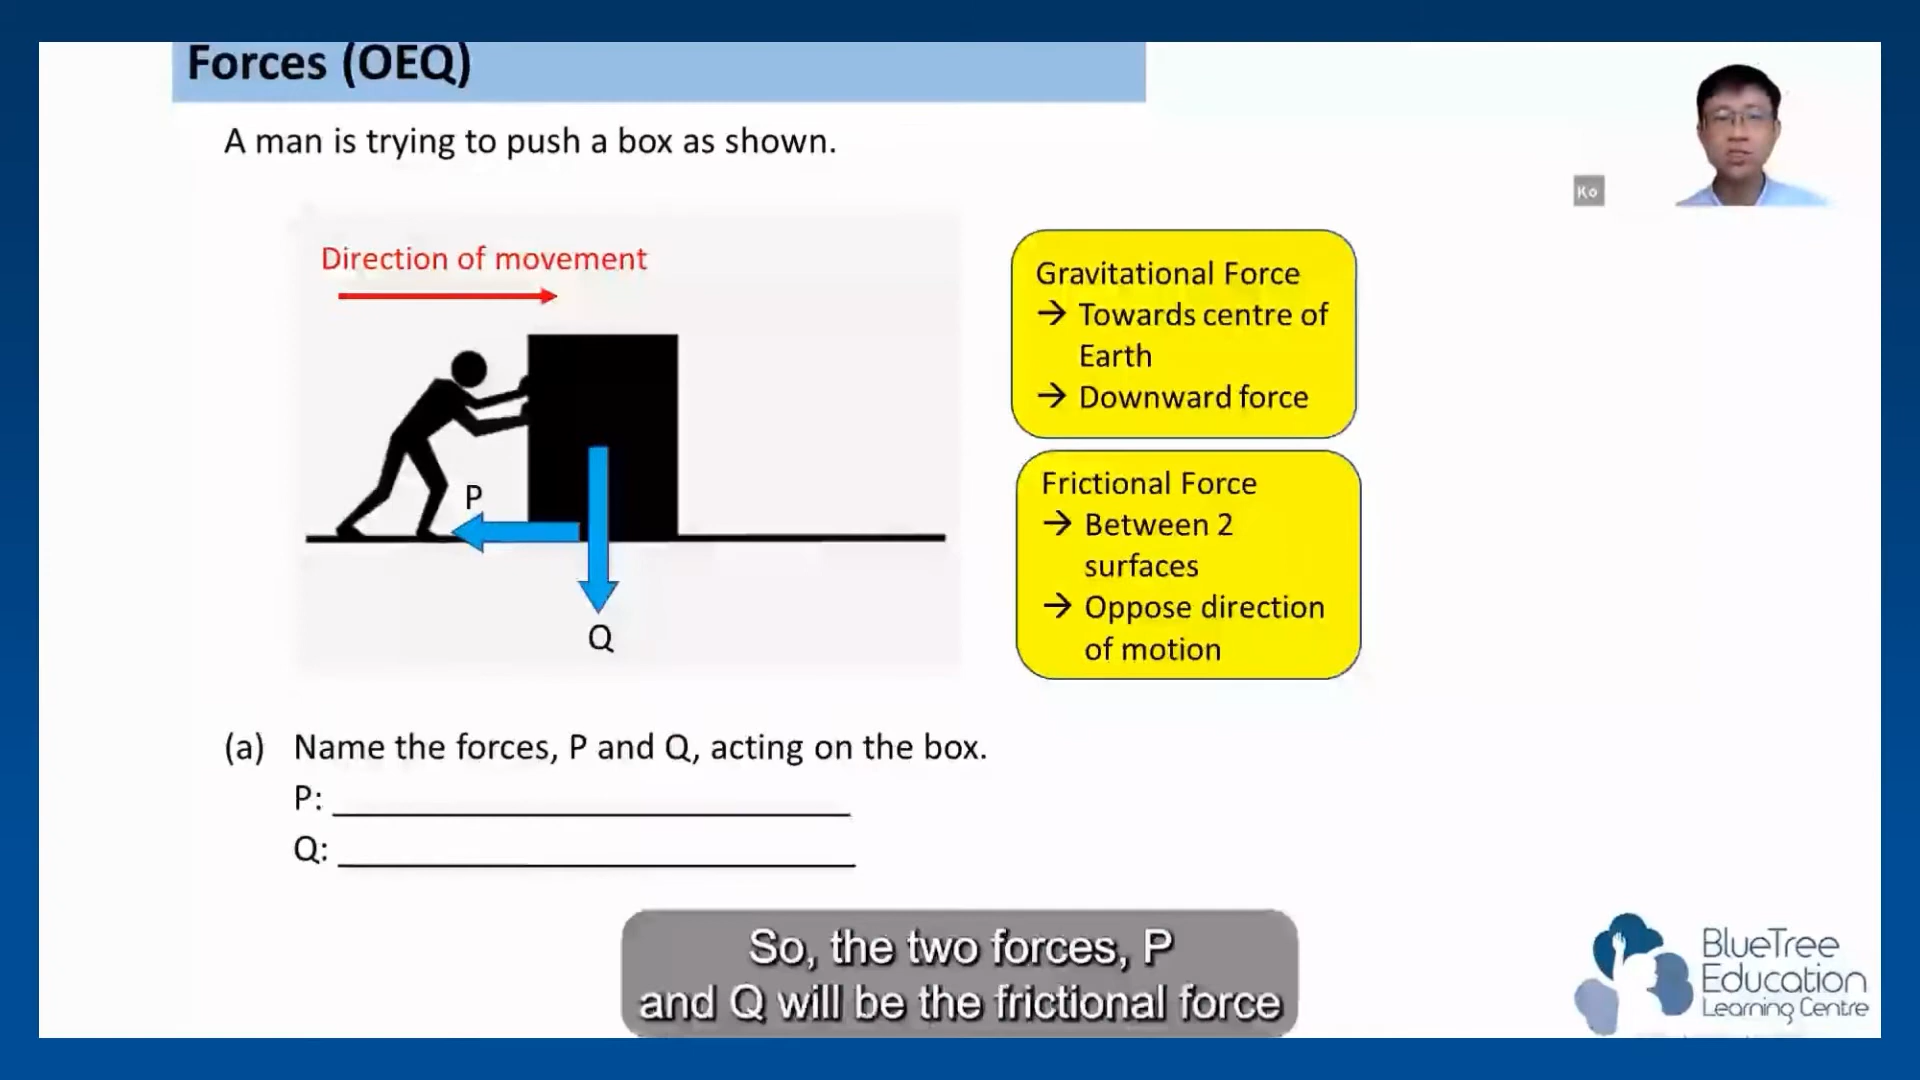 Forces (OEQ)
A man is trying to push a box as shown.
Ko
Direction of movement
P
Q
Gravitational Force
→ Towards centre of
Earth
→ Downward force
Frictional Force
→ Between 2
surfaces
→ Oppose direction
of motion
(a) Name the forces, P and Q, acting on the box.
P: ____________________
Q: ____________________
So, the two forces, P
and Q will be the frictional force
BlueTree
Education
Learning Centre